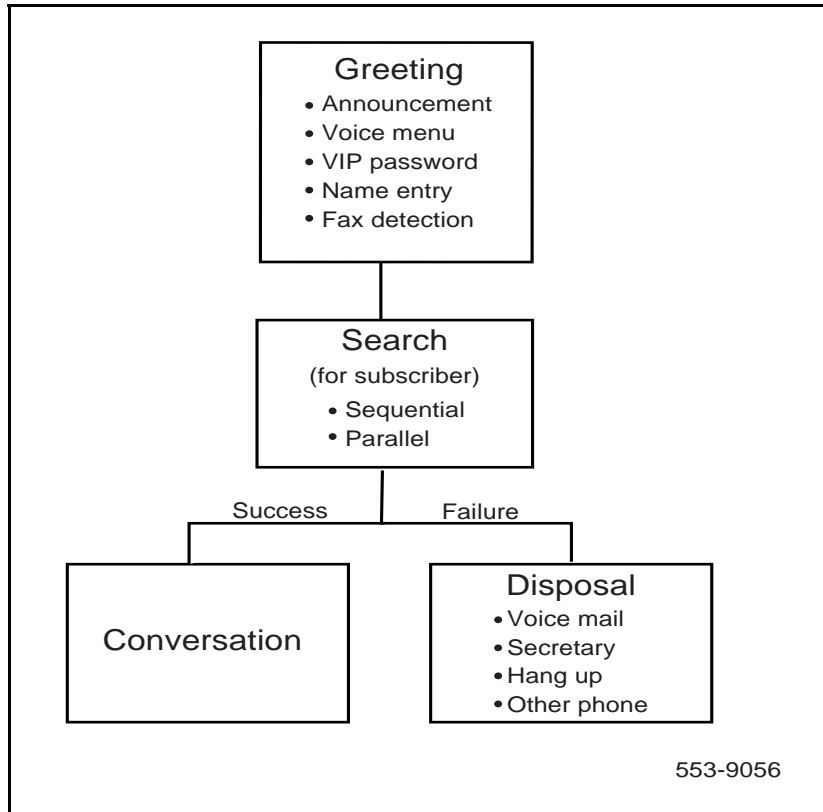 Greeting
• Announcement
• Voice menu
• VIP password
• Name entry
• Fax detection
Search
(for subscriber)
• Sequential
• Parallel
Success
Failure
Conversation
Disposal
• Voice mail
• Secretary
• Hang up
• Other phone
553-9056